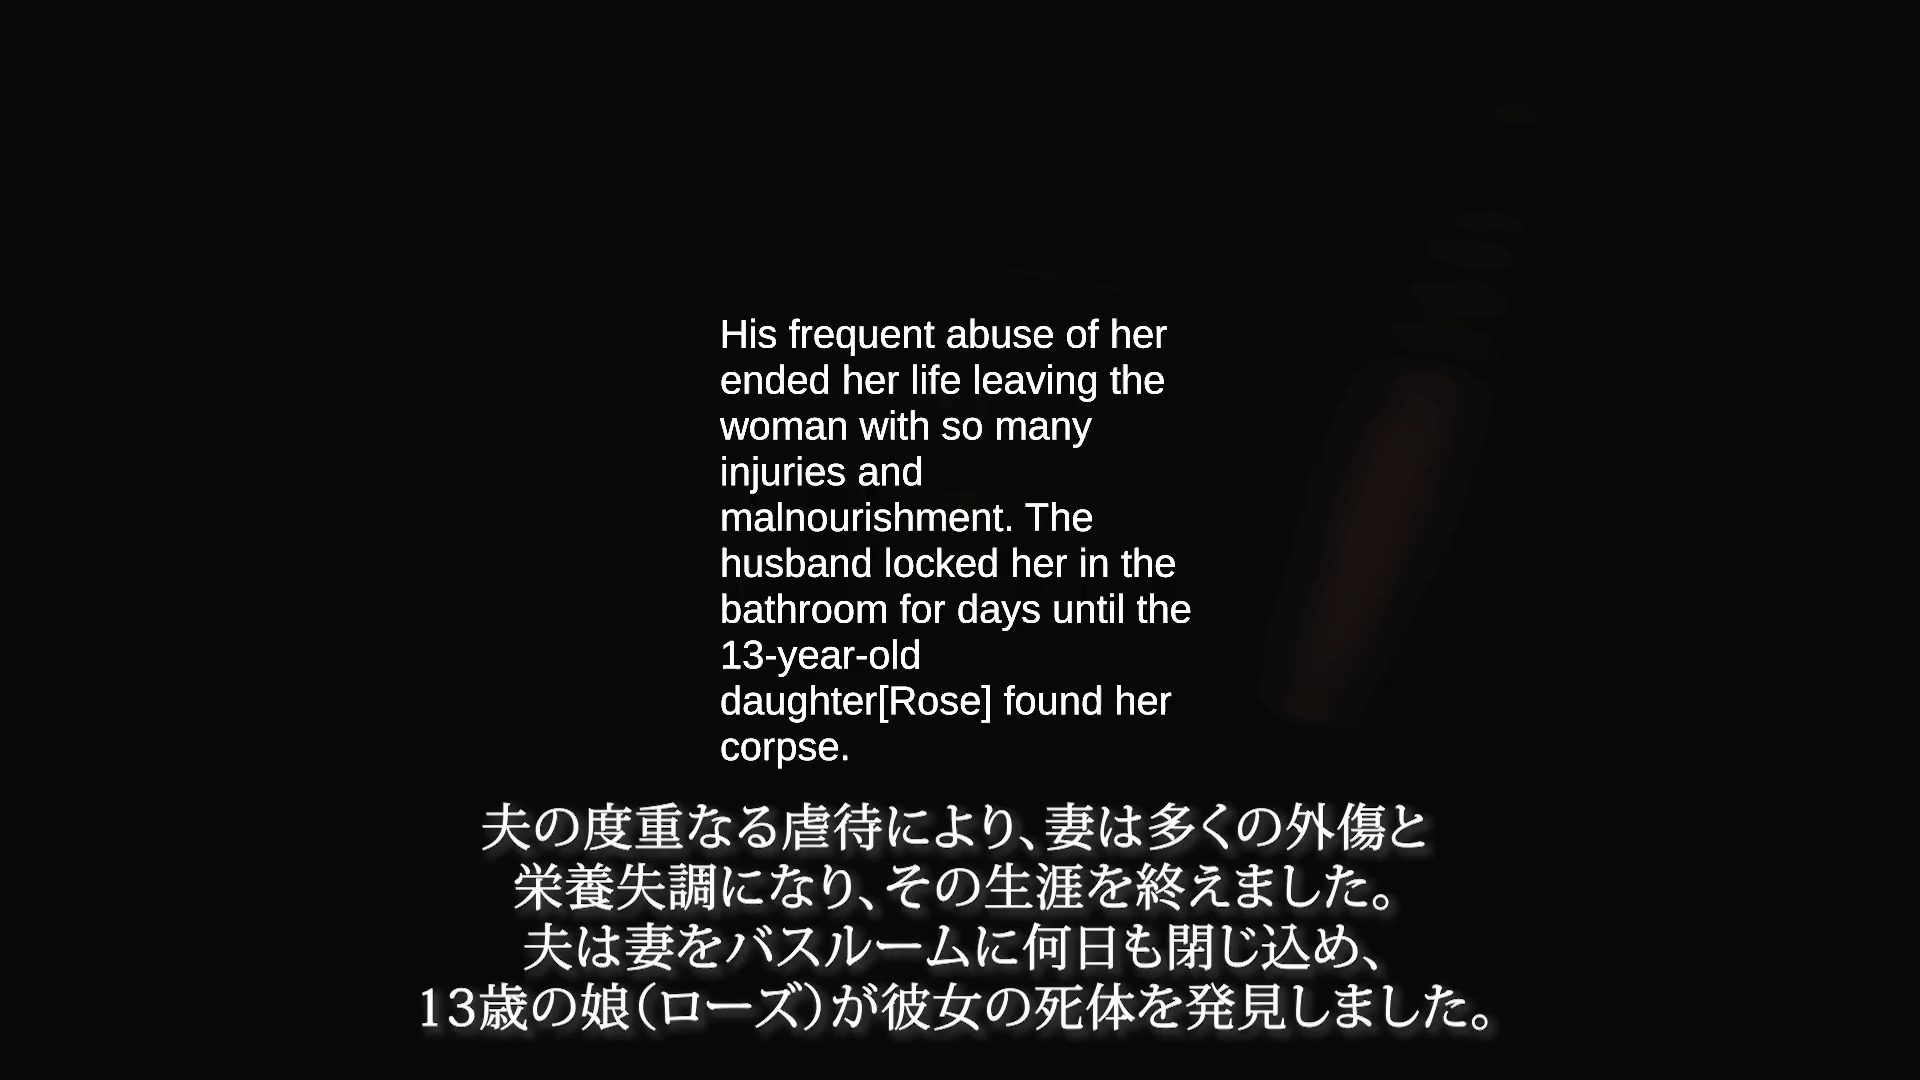 His frequent abuse of her
ended her life leaving the
woman with so many
injuries and
malnourishment. The
husband locked her in the
bathroom for days until the
13-year-old
daughter[Rose] found her
corpse.
夫の度重なる虐待により、妻は多くの外傷と
栄養失調になり、その生涯を終えました。
夫は妻をバスルームに何日も閉じ込め、
13歳の娘（ローズ）が彼女の死体を発見しました。